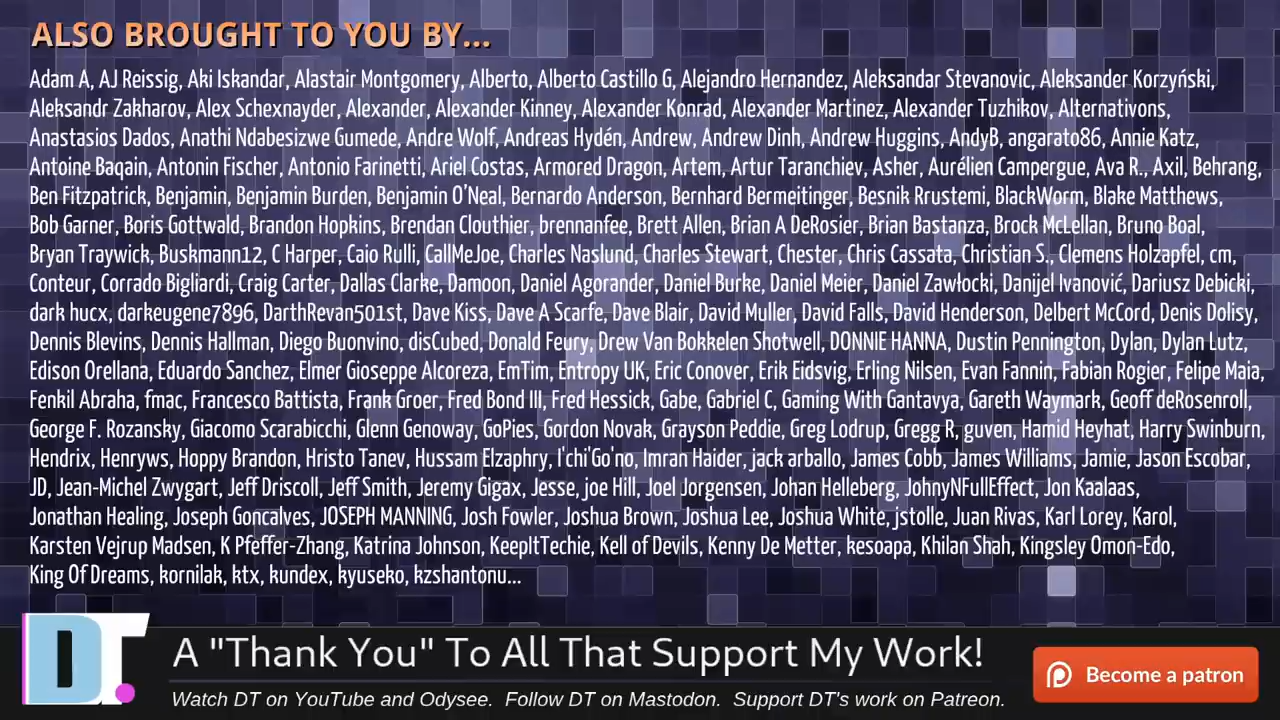 ALSO BROUGHT TO YOU BY...
Adam A, AJ Reissig, Aki Iskandar, Alastair Montgomery, Alberto, Alberto Castillo G, Alejandro Hernandez, Aleksandar Stevanovic, Aleksander Korzyński,
Aleksandr Zakharov, Alex Schexnayder, Alexander, Alexander Kinney, Alexander Konrad, Alexander Martinez, Alexander Tuzhikov, Alternativons,
Anastasios Dados, Anathi Ndabesizwe Gumede, Andre Wolf, Andreas Hydén, Andrew, Andrew Dinh, Andrew Huggins, AndyB, angarato86, Annie Katz,
Antoine Baqain, Antonin Fischer, Antonio Farinetti, Ariel Costas, Armored Dragon, Artem, Artur Taranchiev, Asher, Aurélien Campergue, Ava R., Axil, Behrang,
Ben Fitzpatrick, Benjamin, Benjamin Burden, Benjamin O'Neal, Bernardo Anderson, Bernhard Bermeitinger, Besnik Rrustemi, BlackWorm, Blake Matthews,
Bob Garner, Boris Gottwald, Brandon Hopkins, Brendan Clouthier, brennanfee, Brett Allen, Brian A DeRosier, Brian Bastanza, Brock McLellan, Bruno Boal,
Bryan Traywick, Buskmann12, C Harper, Caio Rulli, CallMeJoe, Charles Naslund, Charles Stewart, Chester, Chris Cassata, Christian S., Clemens Holzapfel, cm,
Conteur, Corrado Bigliardi, Craig Carter, Dallas Clarke, Damoon, Daniel Agorander, Daniel Burke, Daniel Meier, Daniel Zawłocki, Danijel Ivanović, Dariusz Debicki,
dark hucx, darkeugene7896, DarthRevan501st, Dave Kiss, Dave A Scarfe, Dave Blair, David Muller, David Falls, David Henderson, Delbert McCord, Denis Dolisy,
Dennis Blevins, Dennis Hallman, Diego Buonvino, disCubed, Donald Feury, Drew Van Bokkelen Shotwell, DONNIE HANNA, Dustin Pennington, Dylan, Dylan Lutz,
Edison Orellana, Eduardo Sanchez, Elmer Gioseppe Alcoreza, EmTim, Entropy UK, Eric Conover, Erik Eidsvig, Erling Nilsen, Evan Fannin, Fabian Rogier, Felipe Maia,
Fenkil Abraha, fmac, Francesco Battista, Frank Groer, Fred Bond III, Fred Hessick, Gabe, Gabriel C, Gaming With Gantavya, Gareth Waymark, Geoff deRosenroll,
George F. Rozansky, Giacomo Scarabicchi, Glenn Genoway, GoPies, Gordon Novak, Grayson Peddie, Greg Lodrup, Gregg R, guven, Hamid Heyhat, Harry Swinburn,
Hendrix, Henryws, Hoppy Brandon, Hristo Tanev, Hussam Elzaphry, I'chi'Go'no, Imran Haider, jack arballo, James Cobb, James Williams, Jamie, Jason Escobar,
JD, Jean-Michel Zwygart, Jeff Driscoll, Jeff Smith, Jeremy Gigax, Jesse, joe Hill, Joel Jorgensen, Johan Helleberg, JohnyNFullEffect, Jon Kaalaas,
Jonathan Healing, Joseph Goncalves, JOSEPH MANNING, Josh Fowler, Joshua Brown, Joshua Lee, Joshua White, jstolle, Juan Rivas, Karl Lorey, Karol,
Karsten Vejrup Madsen, K Pfeffer-Zhang, Katrina Johnson, KeepItTechie, Kell of Devils, Kenny De Metter, kesoapa, Khilan Shah, Kingsley Omon-Edo,
King Of Dreams, kornilak, ktx, kundex, kyuseko, kzshantonu...
DT.
A "Thank You" To All That Support My Work!
Become a patron
Watch DT on YouTube and Odysee. Follow DT on Mastodon. Support DT's work on Patreon.